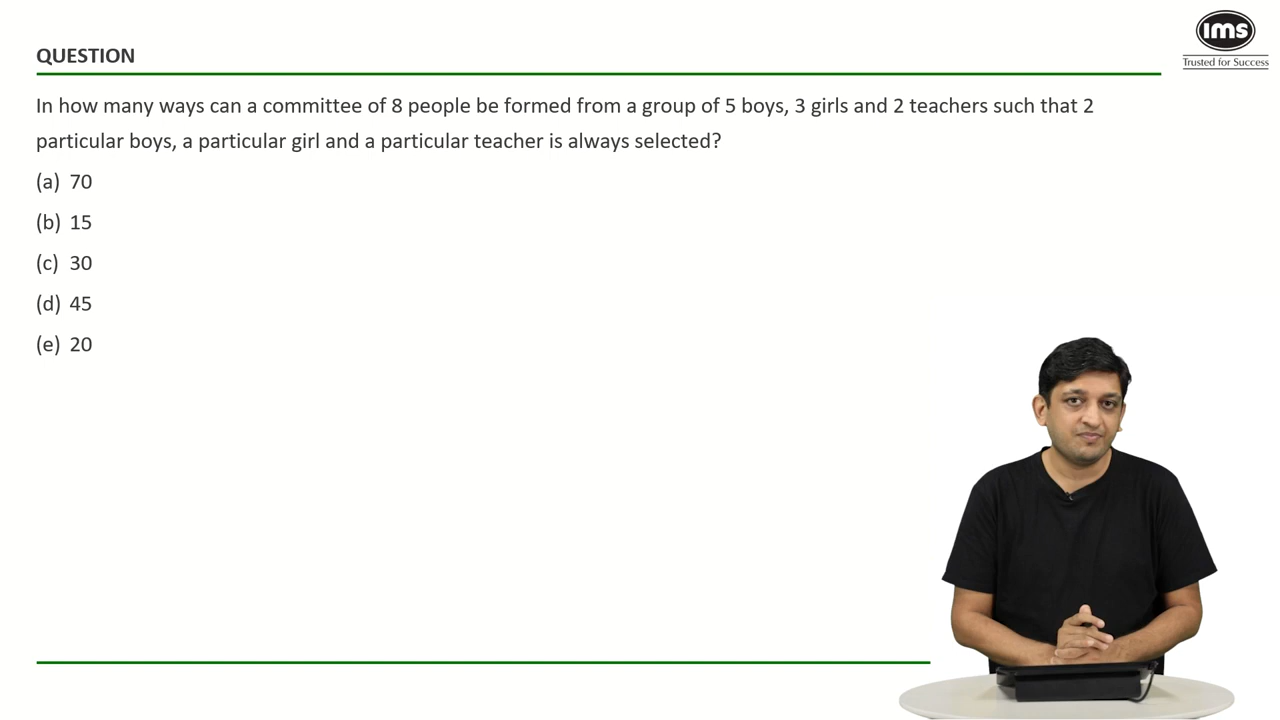 ims
Trusted for Success
QUESTION
In how many ways can a committee of 8 people be formed from a group of 5 boys, 3 girls and 2 teachers such that 2
particular boys, a particular girl and a particular teacher is always selected?
(a) 70
(b) 15
(c) 30
(d) 45
(e) 20